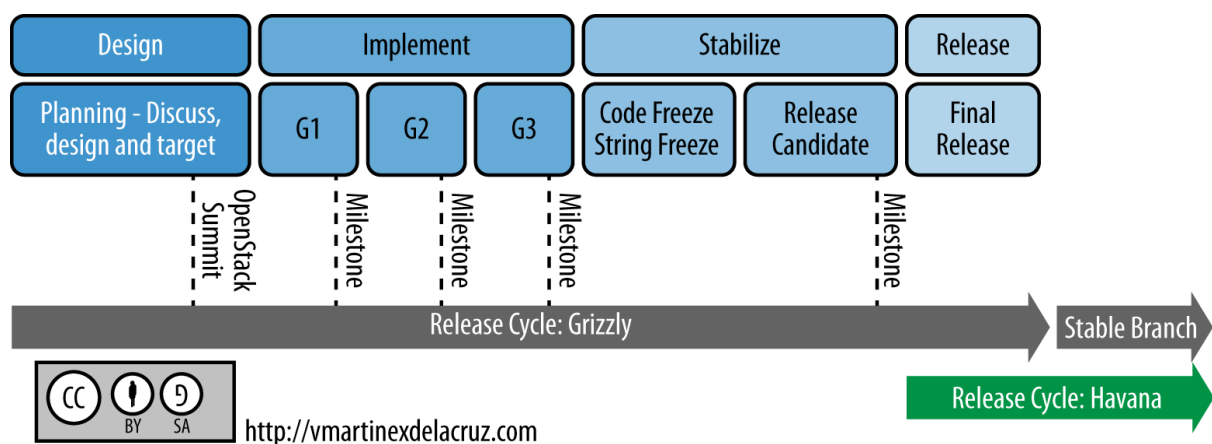 Design
Implement
Stabilize
Release
Planning - Discuss,
design and target
G1
G2
G3
Code Freeze
String Freeze
Release
Candidate
Final
Release
OpenStack
Summit
Milestone
Milestone
Milestone
Milestone
Release Cycle: Grizzly
Stable Branch
Release Cycle: Havana
CC
BY
SA
http://vmartinexdelacruz.com